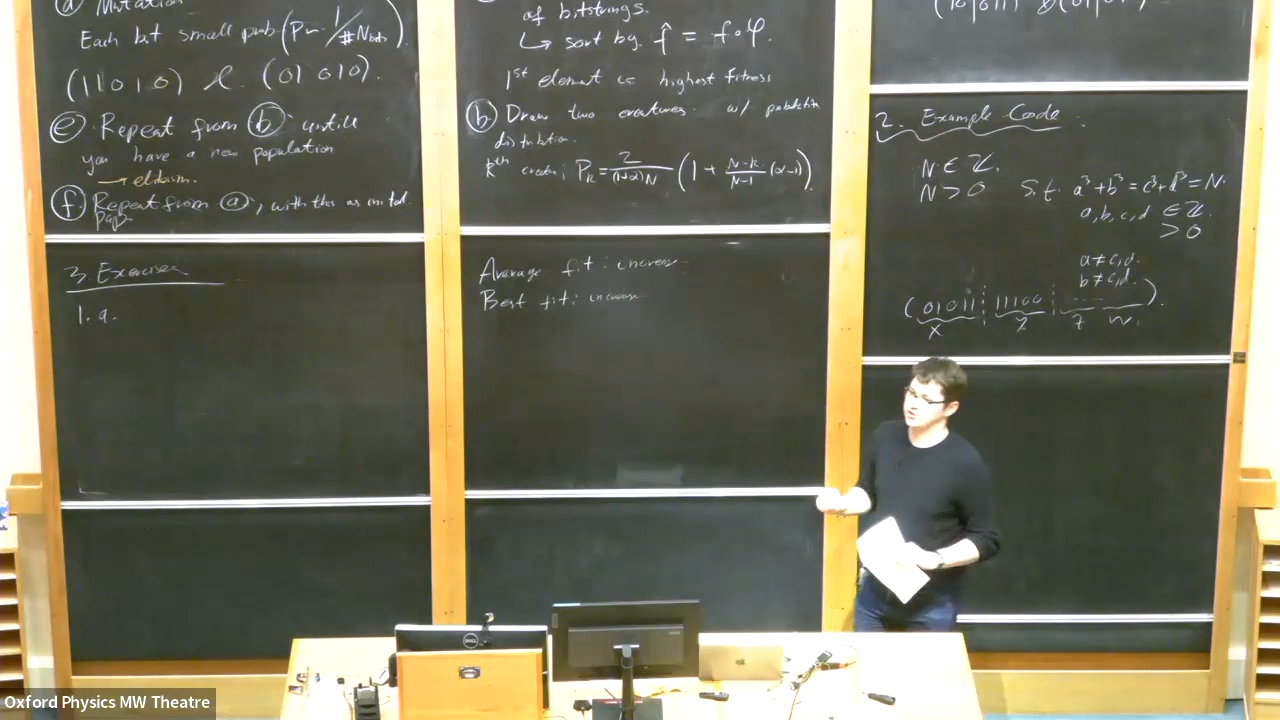 (d) Mutation
Each bit small prob (Pm ~ 1/#Nbits).
(11010) → (01010).
(e) Repeat from (b) until
you have a new population
→ elitism.
(f) Repeat from (a), with this as initial
Pop
3 Exercises
1. a.
of bitstrings.
↳ sort by f̂ = f∘φ.
1st element is highest fitness
(b) Draw two creatures w/ probability
distribution.
kth creature: Pk = 2/((1+α)N) (1 + (N-k)/(N-1) (α-1))
Average fit: increase
Best fit: increase
2. Example Code.
N ∈ ℤ.
N > 0 s.t. a³+b³ = c³+d³ = N.
a,b,c,d ∈ ℤ.
> 0
a ≠ c,d.
b ≠ c,d.
(01011 ⋮ 11100 ⋮ ...... ).
x y z w
DELL
Oxford Physics MW Theatre